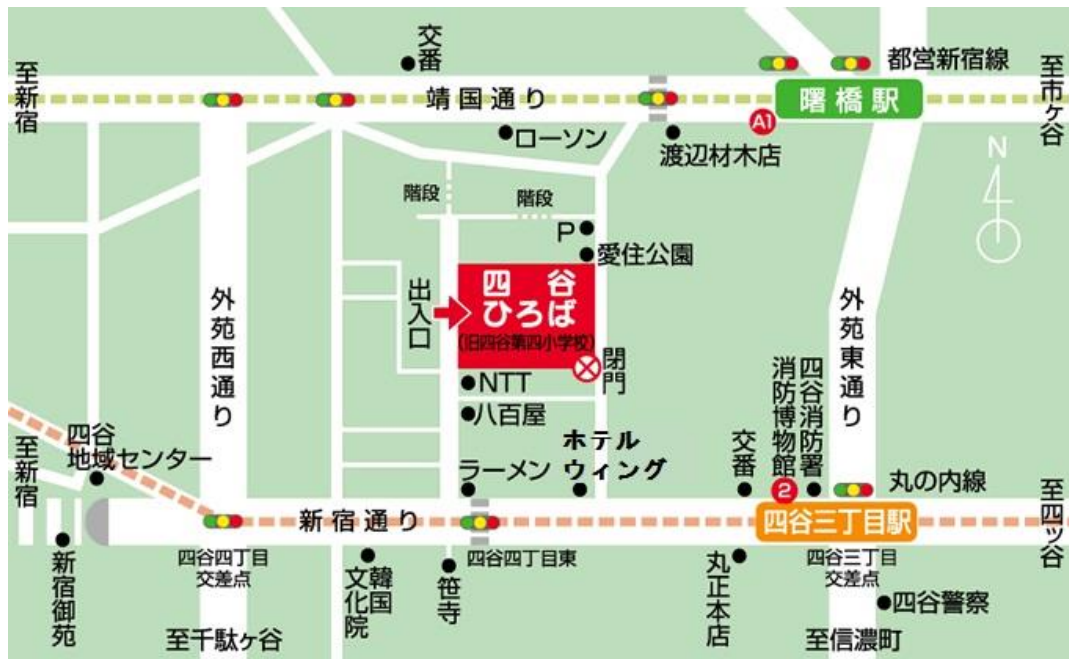 交番
都営新宿線
至新宿
靖国通り
曙橋駅
至市ヶ谷
A1
ローソン
渡辺材木店
N
階段
階段
P
愛住公園
四谷
ひろば
(旧四谷第四小学校)
出入口
閉門
外苑西通り
外苑東通り
NTT
八百屋
四谷
地域センター
至新宿
ラーメン
ホテル
ウィング
交番
消防博物館
四谷消防署
2
丸の内線
新宿通り
四谷三丁目駅
至四ッ谷
新宿御苑
四谷四丁目
交差点
韓国
文化院
笹寺
四谷四丁目東
丸正本店
四谷三丁目
交差点
四谷警察
至千駄ヶ谷
至信濃町